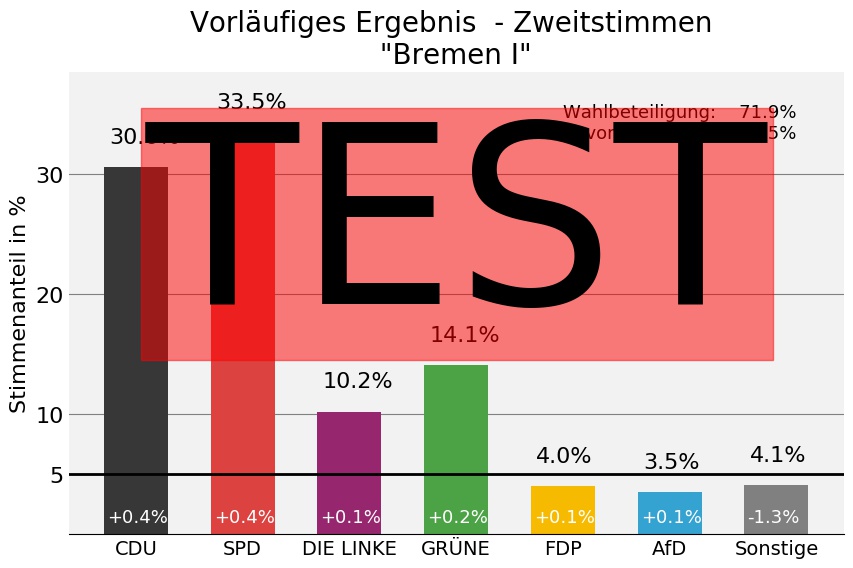 Vorläufiges Ergebnis - Zweitstimmen
"Bremen I"
33.5%
Wahlbeteiligung: 71.9%
TEST
30
Stimmenanteil in %
20
14.1%
10.2%
10
4.0%
3.5%
4.1%
5
+0.4%
+0.4%
+0.1%
+0.2%
+0.1%
+0.1%
-1.3%
CDU
SPD
DIE LINKE
GRÜNE
FDP
AfD
Sonstige